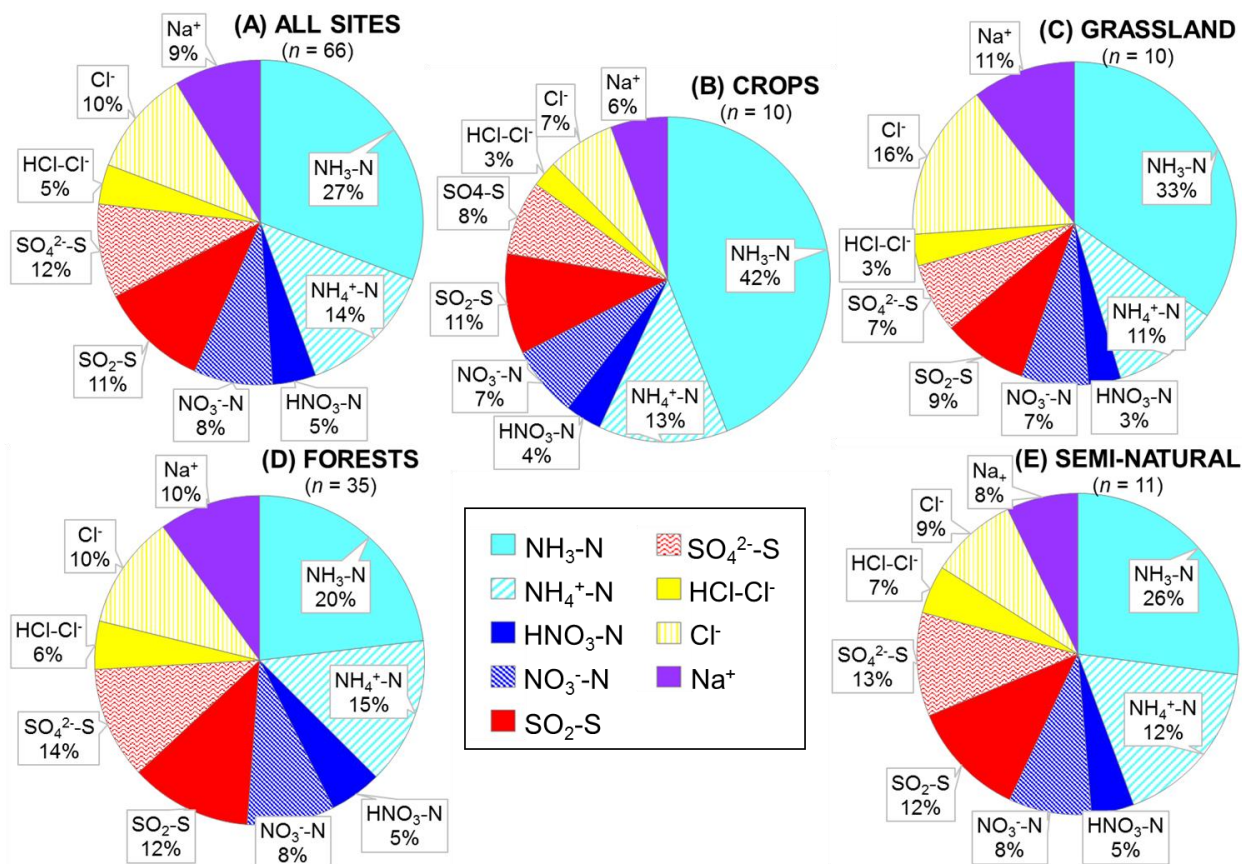 (A) ALL SITES
(n = 66)
Na⁺
9%
Cl⁻
10%
HCl-Cl⁻
5%
SO₄²⁻-S
12%
SO₂-S
11%
NO₃⁻-N
8%
HNO₃-N
5%
NH₄⁺-N
14%
NH₃-N
27%
(B) CROPS
(n = 10)
Na⁺
6%
Cl⁻
7%
HCl-Cl⁻
3%
SO4-S
8%
SO₂-S
11%
NO₃⁻-N
7%
HNO₃-N
4%
NH₄⁺-N
13%
NH₃-N
42%
(C) GRASSLAND
(n = 10)
Na⁺
11%
Cl⁻
16%
HCl-Cl⁻
3%
SO₄²⁻-S
7%
SO₂-S
9%
NO₃⁻-N
7%
HNO₃-N
3%
NH₄⁺-N
11%
NH₃-N
33%
(D) FORESTS
(n = 35)
Na⁺
10%
Cl⁻
10%
HCl-Cl⁻
6%
SO₄²⁻-S
14%
SO₂-S
12%
NO₃⁻-N
8%
HNO₃-N
5%
NH₄⁺-N
15%
NH₃-N
20%
NH₃-N
NH₄⁺-N
HNO₃-N
NO₃⁻-N
SO₂-S
SO₄²⁻-S
HCl-Cl⁻
Cl⁻
Na⁺
(E) SEMI-NATURAL
(n = 11)
Na₊
8%
Cl⁻
9%
HCl-Cl⁻
7%
SO₄²⁻-S
13%
SO₂-S
12%
NO₃⁻-N
8%
HNO₃-N
5%
NH₄⁺-N
12%
NH₃-N
26%